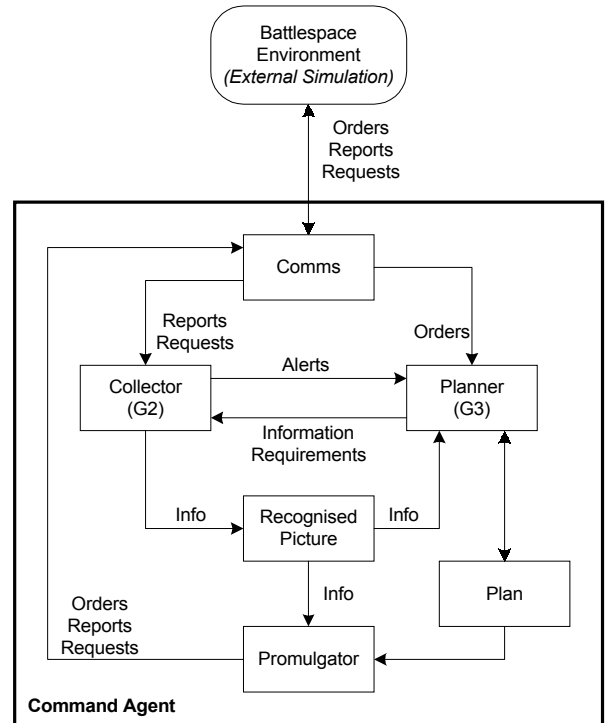 Battlespace
Environment
(External Simulation)
Orders
Reports
Requests
Comms
Reports
Requests
Orders
Collector
(G2)
Alerts
Planner
(G3)
Information
Requirements
Info
Recognised
Picture
Info
Info
Plan
Orders
Reports
Requests
Promulgator
Command Agent